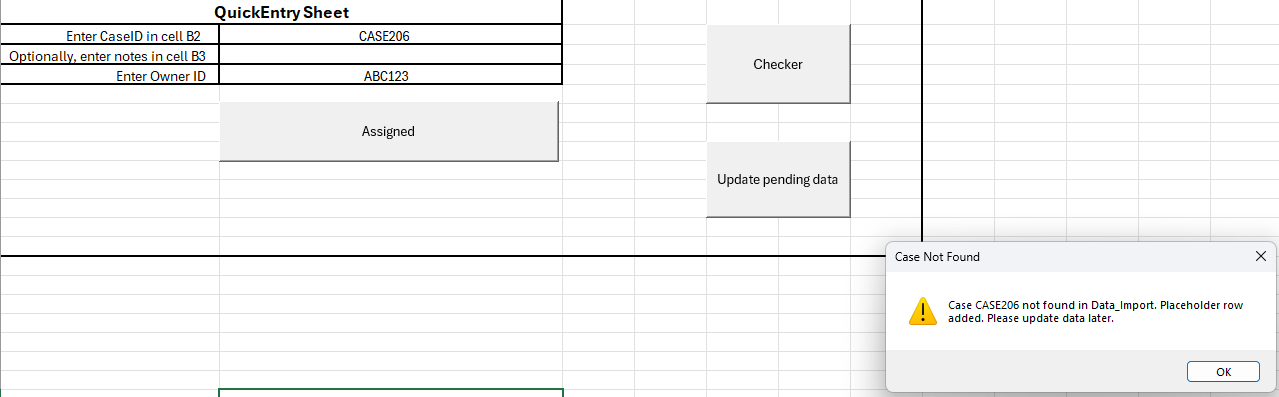 QuickEntry Sheet
Enter CaseID in cell B2 CASE206
Optionally, enter notes in cell B3
Enter Owner ID ABC123
Checker
Assigned
Update pending data
Case Not Found
Case CASE206 not found in Data_Import. Placeholder row
added. Please update data later.
OK